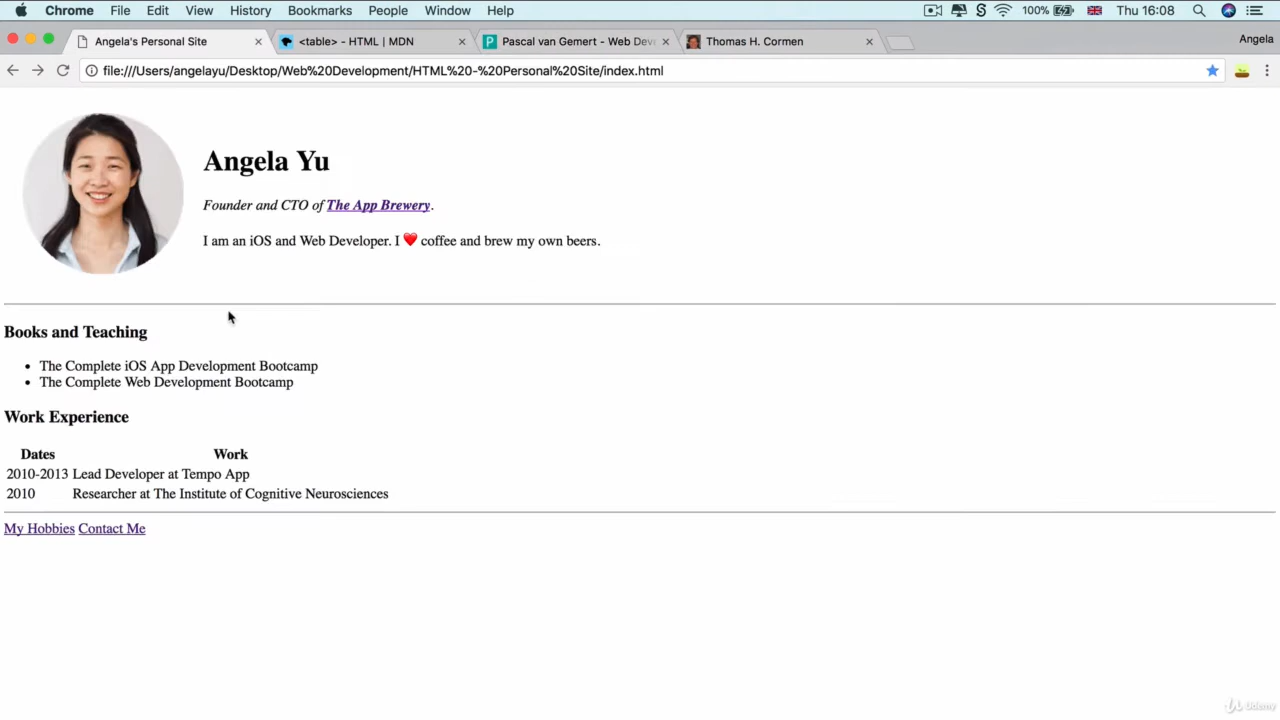 Chrome File Edit View History Bookmarks People Window Help 100% Thu 16:08
Angela's Personal Site <table> - HTML | MDN Pascal van Gemert - Web Dev Thomas H. Cormen Angela
file:///Users/angelayu/Desktop/Web%20Development/HTML%20-%20Personal%20Site/index.html
Angela Yu
Founder and CTO of The App Brewery.
I am an iOS and Web Developer. I ❤️ coffee and brew my own beers.
Books and Teaching
• The Complete iOS App Development Bootcamp
• The Complete Web Development Bootcamp
Work Experience
Dates Work
2010-2013 Lead Developer at Tempo App
2010 Researcher at The Institute of Cognitive Neurosciences
My Hobbies Contact Me
Udemy